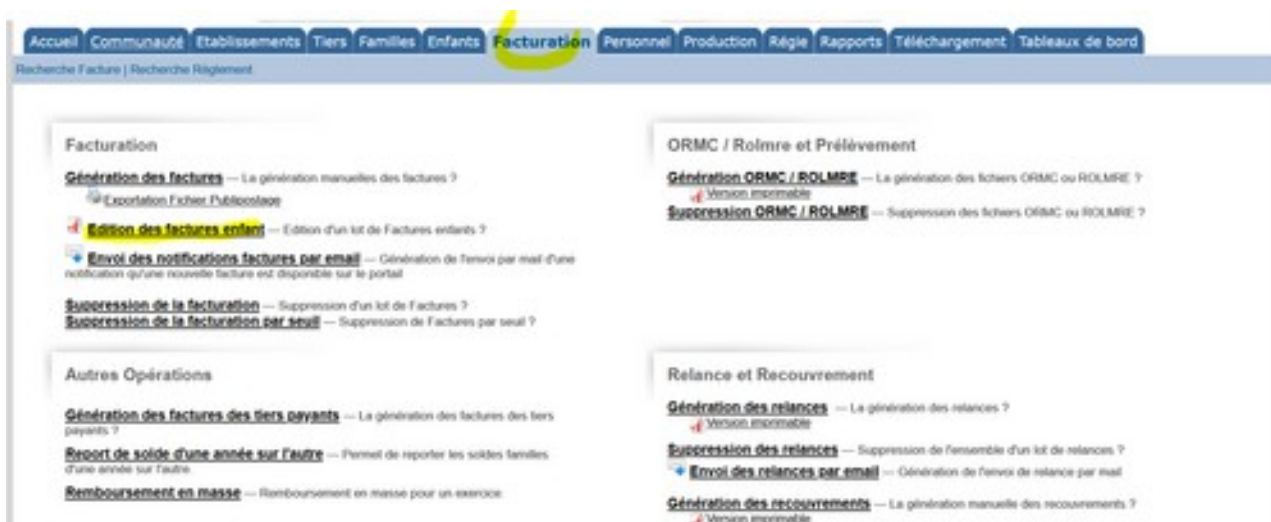 Accueil Communauté Etablissements Tiers Familles Enfants Facturation Personnel Production Régie Rapports Téléchargement Tableaux de bord
Recherche Facture | Recherche Règlement
Facturation
Génération des factures — La génération manuelles des factures ?
Exportation Fichier Publipostage
Edition des factures enfant — Edition d'un lot de Factures enfants ?
Envoi des notifications factures par email — Génération de l'envoi par mail d'une
notification qu'une nouvelle facture est disponible sur le portail
Suppression de la facturation — Suppression d'un lot de Factures ?
Suppression de la facturation par seuil — Suppression de Factures par seuil ?
ORMC / Rolmre et Prélèvement
Génération ORMC / ROLMRE — La génération des fichiers ORMC ou ROLMRE ?
Version imprimable
Suppression ORMC / ROLMRE — Suppression des fichiers ORMC ou ROLMRE ?
Autres Opérations
Génération des factures des tiers payants — La génération des factures des tiers
payants ?
Report de solde d'une année sur l'autre — Permet de reporter les soldes familles
d'une année sur l'autre
Remboursement en masse — Remboursement en masse pour un exercice
Relance et Recouvrement
Génération des relances — La génération des relances ?
Version imprimable
Suppression des relances — Suppression de l'ensemble d'un lot de relances ?
Envoi des relances par email — Génération de l'envoi de relance par mail
Génération des recouvrements — La génération manuelle des recouvrements ?
Version imprimable